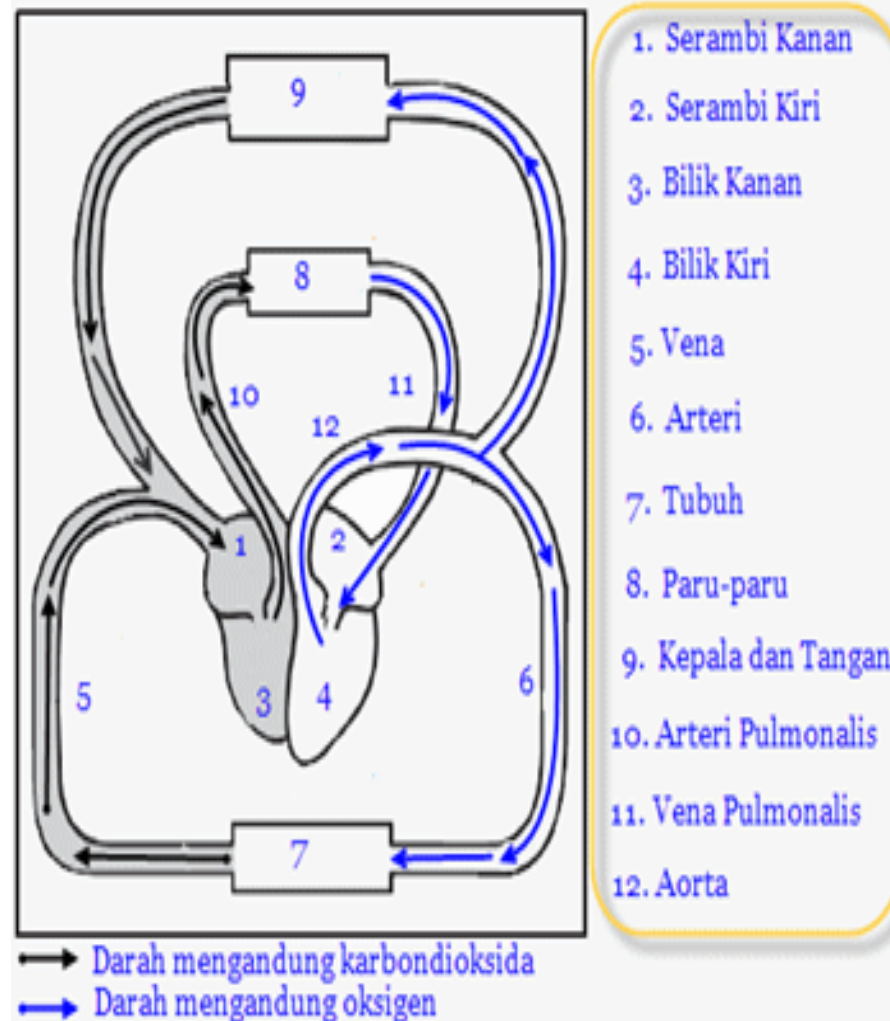 9
8
10
11
12
1
2
3
4
5
6
7
1. Serambi Kanan
2. Serambi Kiri
3. Bilik Kanan
4. Bilik Kiri
5. Vena
6. Arteri
7. Tubuh
8. Paru-paru
9. Kepala dan Tangan
10. Arteri Pulmonalis
11. Vena Pulmonalis
12. Aorta
Darah mengandung karbondioksida
Darah mengandung oksigen